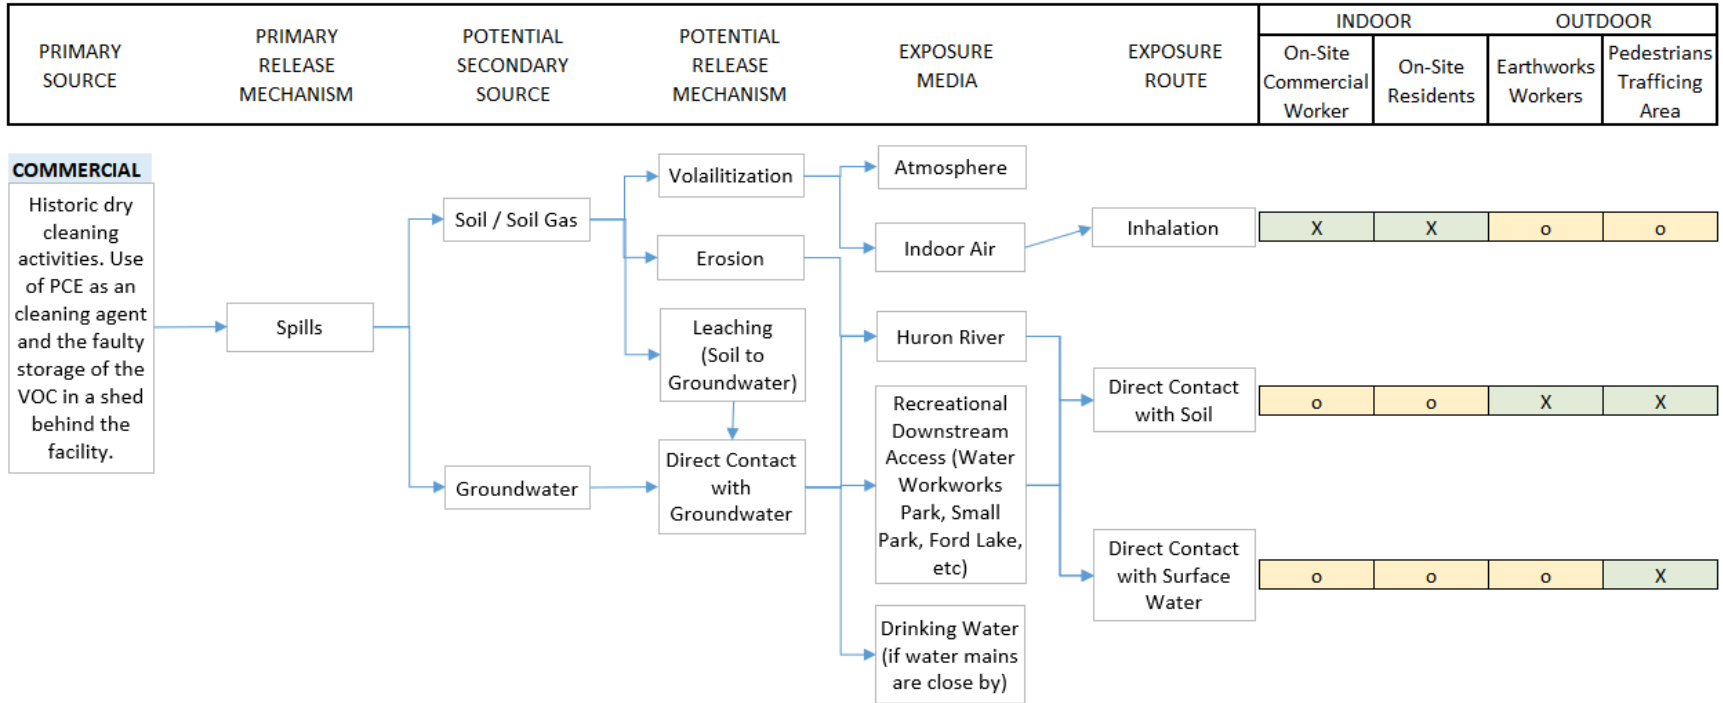 PRIMARY
SOURCE
PRIMARY
RELEASE
MECHANISM
POTENTIAL
SECONDARY
SOURCE
POTENTIAL
RELEASE
MECHANISM
EXPOSURE
MEDIA
EXPOSURE
ROUTE
INDOOR
OUTDOOR
On-Site
Commercial
Worker
On-Site
Residents
Earthworks
Workers
Pedestrians
Trafficing
Area
COMMERCIAL
Historic dry
cleaning
activities. Use
of PCE as an
cleaning agent
and the faulty
storage of the
VOC in a shed
behind the
facility.
Spills
Soil / Soil Gas
Groundwater
Volailitization
Erosion
Leaching
(Soil to
Groundwater)
Direct Contact
with
Groundwater
Atmosphere
Indoor Air
Huron River
Recreational
Downstream
Access (Water
Workworks
Park, Small
Park, Ford Lake,
etc)
Drinking Water
(if water mains
are close by)
Inhalation
X X o o
Direct Contact
with Soil
o o X X
Direct Contact
with Surface
Water
o o o X